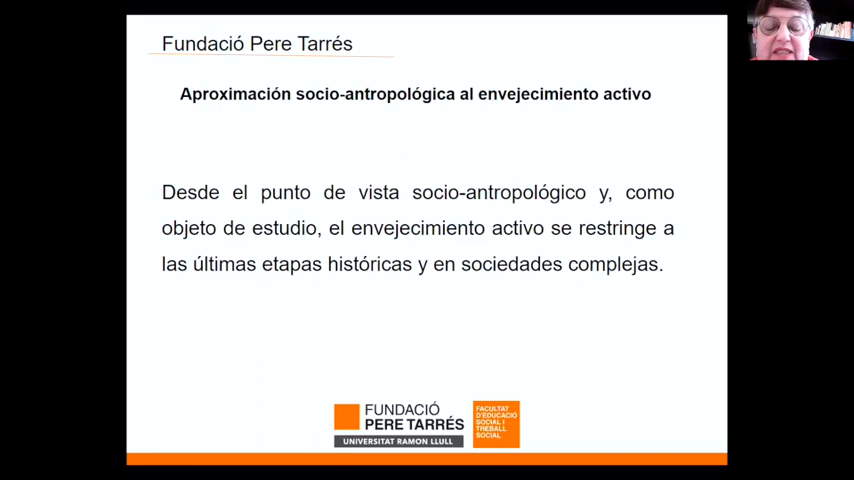 Fundació Pere Tarrés
Aproximación socio-antropológica al envejecimiento activo
Desde el punto de vista socio-antropológico y, como
objeto de estudio, el envejecimiento activo se restringe a
las últimas etapas históricas y en sociedades complejas.
FUNDACIÓ
PERE TARRÉS
UNIVERSITAT RAMON LLULL
FACULTAT
D'EDUCACIÓ
SOCIAL I
TREBALL
SOCIAL